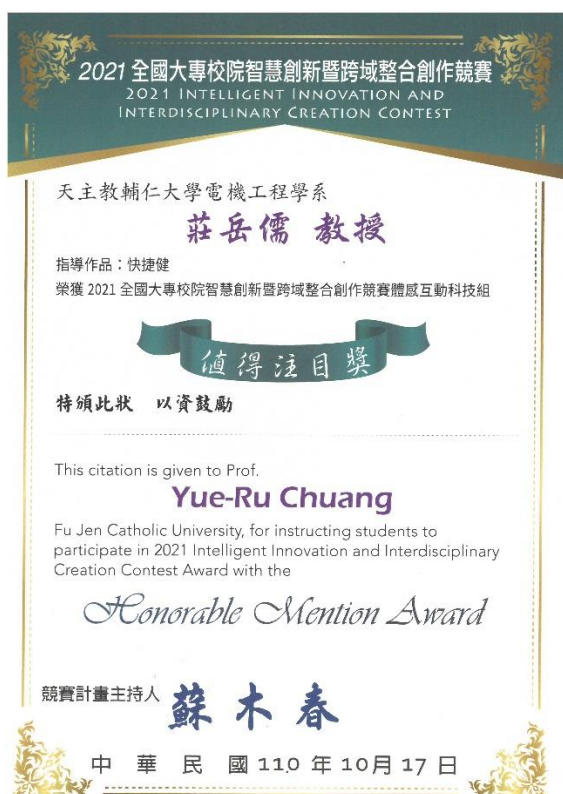 2021 全國大專校院智慧創新暨跨域整合創作競賽
2021 INTELLIGENT INNOVATION AND
INTERDISCIPLINARY CREATION CONTEST
天主教輔仁大學電機工程學系
莊岳儒 教授
指導作品：快捷健
榮獲 2021 全國大專校院智慧創新暨跨域整合創作競賽體感互動科技組
值得注目獎
特頒此狀 以資鼓勵
This citation is given to Prof.
Yue-Ru Chuang
Fu Jen Catholic University, for instructing students to
participate in 2021 Intelligent Innovation and Interdisciplinary
Creation Contest Award with the
Honorable Mention Award
競賽計畫主持人 蘇木春
中華民國 110 年 10月 17 日